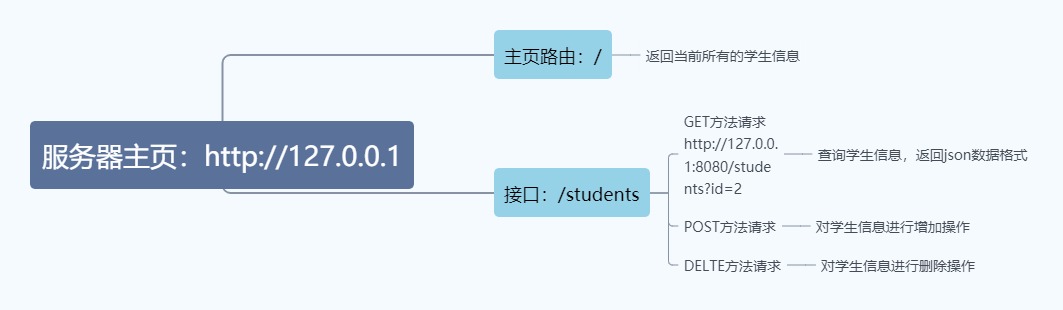 主页路由：/
返回当前所有的学生信息
服务器主页：http://127.0.0.1
GET方法请求
http://127.0.0.
1:8080/stude
nts?id=2
查询学生信息，返回json数据格式
接口：/students
POST方法请求
对学生信息进行增加操作
DELTE方法请求
对学生信息进行删除操作